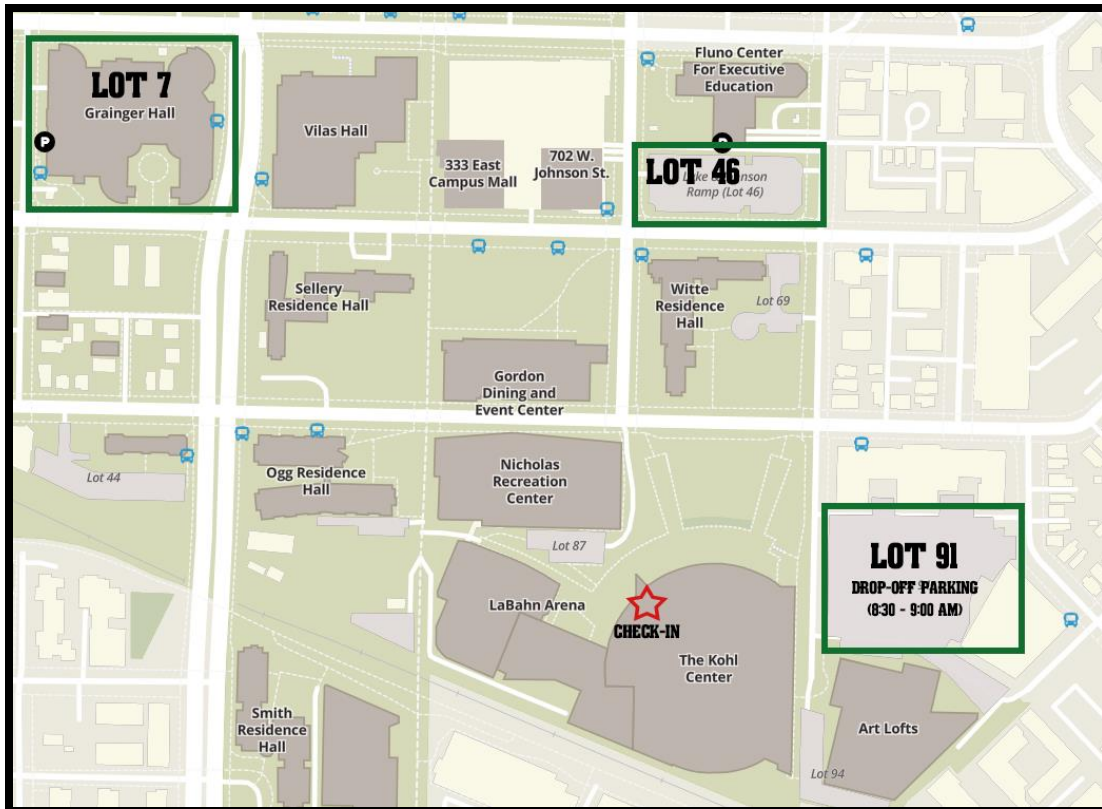 LOT 7
Grainger Hall
P
Vilas Hall
333 East
Campus Mall
702 W.
Johnson St.
Fluno Center
For Executive
Education
LOT 46
Ramp (Lot 46)
Sellery
Residence Hall
Witte
Residence
Hall
Lot 69
Gordon
Dining and
Event Center
Lot 44
Ogg Residence
Hall
Nicholas
Recreation
Center
Lot 87
LaBahn Arena
CHECK-IN
The Kohl
Center
LOT 91
DROP-OFF PARKING
(8:30 - 9:00 AM)
Smith
Residence
Hall
Art Lofts
Lot 94